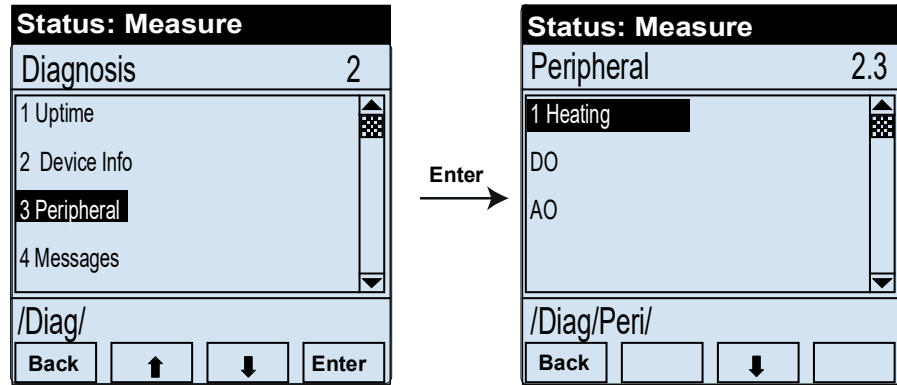 Status: Measure
Diagnosis 2
1 Uptime
2 Device Info
3 Peripheral
4 Messages
/Diag/
Back ⬆ ⬇ Enter
Enter
Status: Measure
Peripheral 2.3
1 Heating
DO
AO
/Diag/Peri/
Back ⬇